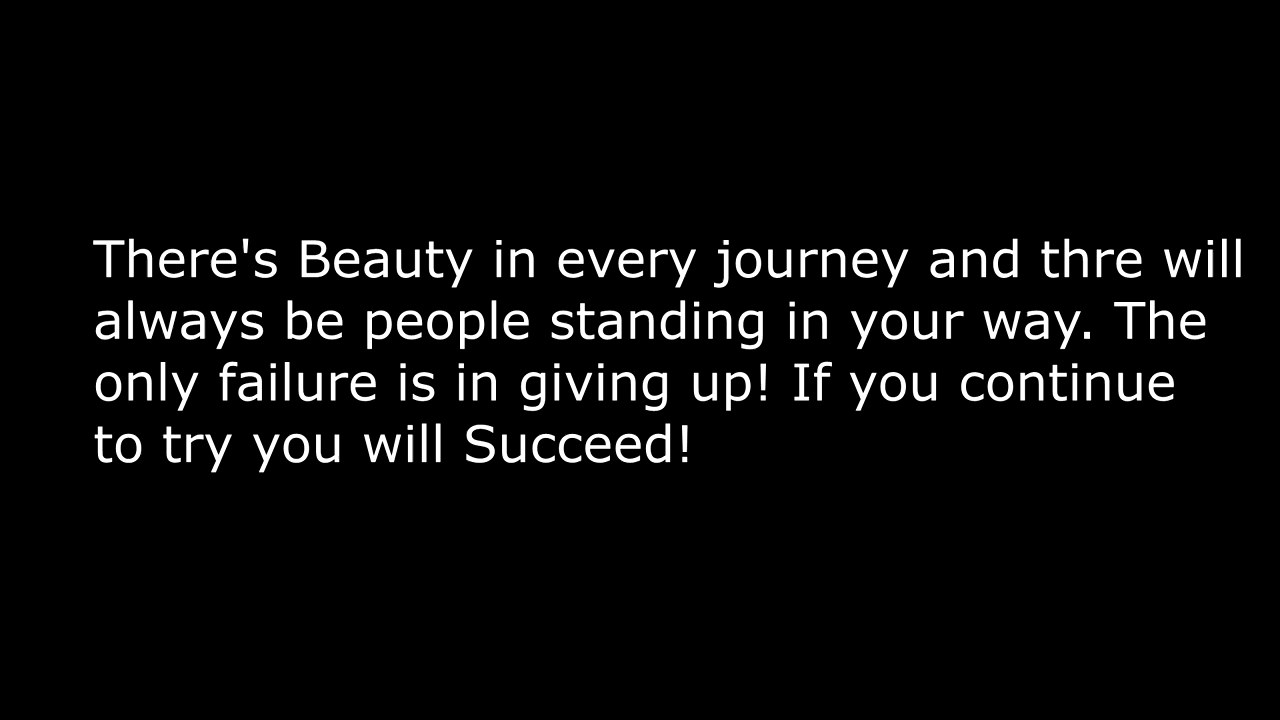 There's Beauty in every journey and thre will
always be people standing in your way. The
only failure is in giving up! If you continue
to try you will Succeed!